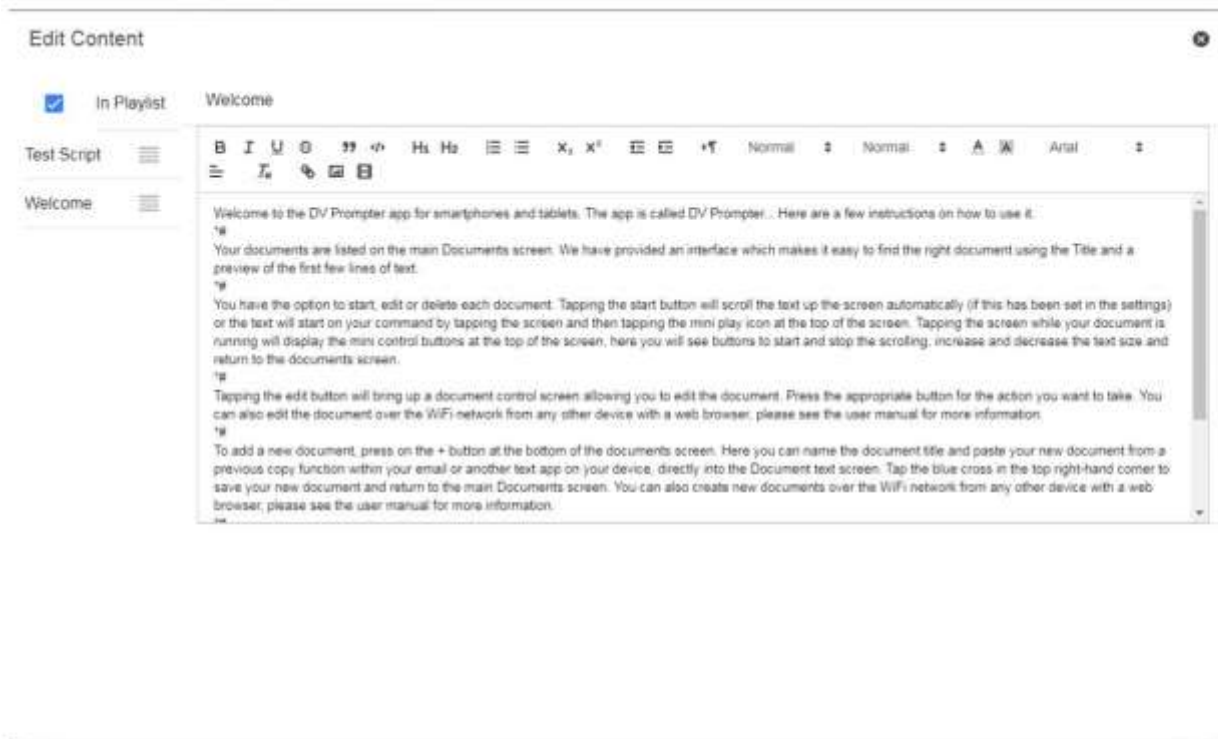 Edit Content
In Playlist
Welcome
Test Script
Welcome
B I U S ” </> H1 H2 X₂ X² ¶ Normal Normal A A Arial
Tx
Welcome to the DV Prompter app for smartphones and tablets. The app is called DV Prompter... Here are a few instructions on how to use it.
*#
Your documents are listed on the main Documents screen. We have provided an interface which makes it easy to find the right document using the Title and a
preview of the first few lines of text.
*#
You have the option to start, edit or delete each document. Tapping the start button will scroll the text up the screen automatically (if this has been set in the settings)
or the text will start on your command by tapping the screen and then tapping the mini play icon at the top of the screen. Tapping the screen while your document is
running will display the mini control buttons at the top of the screen, here you will see buttons to start and stop the scrolling, increase and decrease the text size and
return to the documents screen.
*#
Tapping the edit button will bring up a document control screen allowing you to edit the document. Press the appropriate button for the action you want to take. You
can also edit the document over the WiFi network from any other device with a web browser, please see the user manual for more information.
*#
To add a new document, press on the + button at the bottom of the documents screen. Here you can name the document title and paste your new document from a
previous copy function within your email or another text app on your device, directly into the Document text screen. Tap the blue cross in the top right-hand corner to
save your new document and return to the main Documents screen. You can also create new documents over the WiFi network from any other device with a web
browser, please see the user manual for more information.